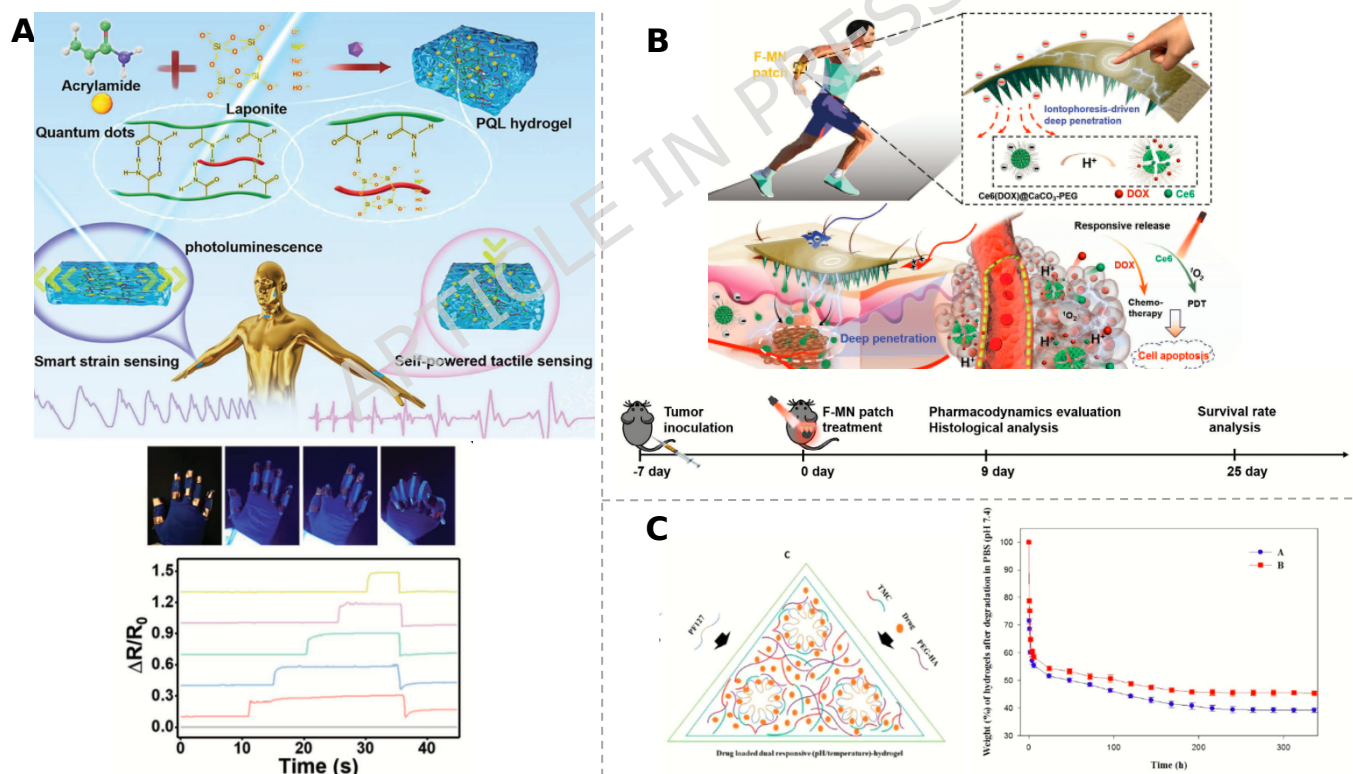 A
Acrylamide
Quantum dots
Laponite
PQL hydrogel
photoluminescence
Smart strain sensing
Self-powered tactile sensing
ΔR/R0
1.5
1.2
0.9
0.6
0.3
0.0
0
10
20
30
40
Time (s)
B
F-MN
patch
Iontophoresis-driven
deep penetration
H⁺
Ce6(DOX)@CaCO₃-PEG
DOX
Ce6
Deep penetration
Responsive release
DOX
Ce6
¹O₂
Chemo-
therapy
PDT
Cell apoptosis
H⁺
H⁺
H⁺
H⁺
H⁺
¹O₂
Tumor
inoculation
F-MN patch
treatment
Pharmacodynamics evaluation
Histological analysis
Survival rate
analysis
-7 day
0 day
9 day
25 day
C
C
PF127
TMC
Drug
PEG-HA
Drug loaded dual responsive (pH/temperature)-hydrogel
Weight (%) of hydrogels after degradation in PBS (pH 7.4)
100
90
80
70
60
50
40
30
A
B
0
100
200
300
Time (h)
ARTICLE IN PRESS